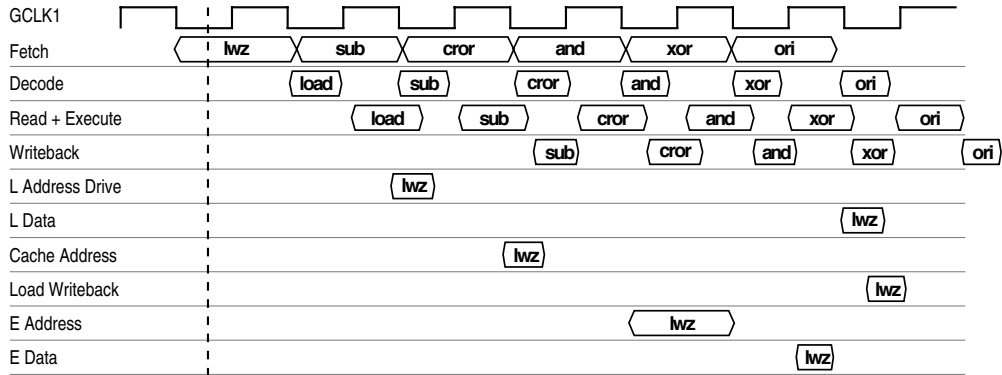 GCLK1
Fetch lwz sub cror and xor ori
Decode load sub cror and xor ori
Read + Execute load sub cror and xor ori
Writeback sub cror and xor ori
L Address Drive lwz
L Data lwz
Cache Address lwz
Load Writeback lwz
E Address lwz
E Data lwz